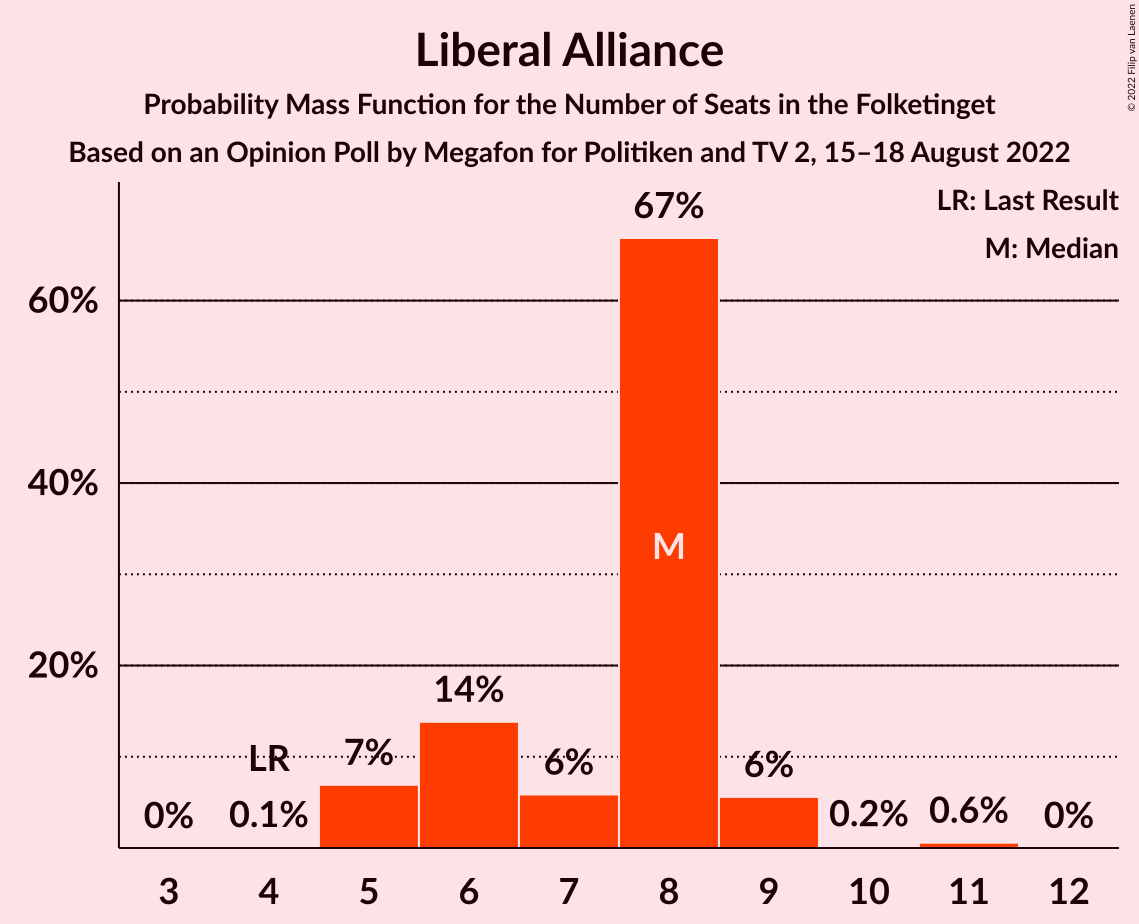 Liberal Alliance
Probability Mass Function for the Number of Seats in the Folketinget
Based on an Opinion Poll by Megafon for Politiken and TV 2, 15–18 August 2022
© 2022 Filip van Laenen
LR: Last Result
M: Median
67%
60%
40%
M
20%
14%
LR
7%
6%
6%
0%
0.1%
0.2%
0.6%
0%
3 4 5 6 7 8 9 10 11 12